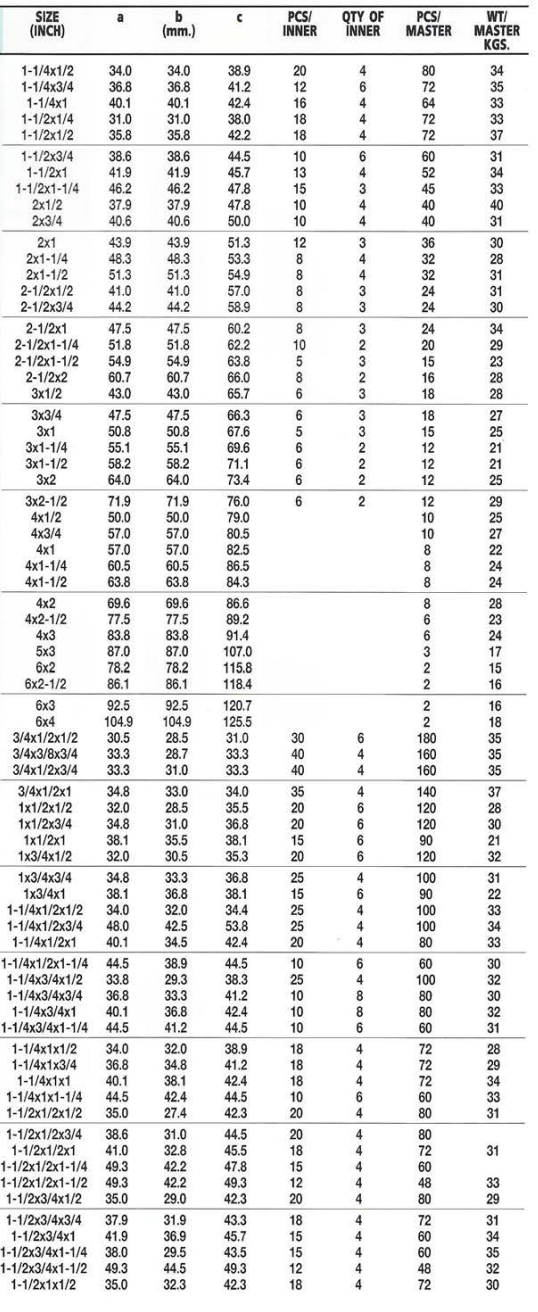 SIZE (INCH) a b (mm.) c PCS/ INNER QTY OF INNER PCS/ MASTER WT/ MASTER KGS.
1-1/4x1/2 34.0 34.0 38.9 20 4 80 34
1-1/4x3/4 36.8 36.8 41.2 12 6 72 35
1-1/4x1 40.1 40.1 42.4 16 4 64 33
1-1/2x1/4 31.0 31.0 38.0 18 4 72 33
1-1/2x1/2 35.8 35.8 42.2 18 4 72 37
1-1/2x3/4 38.6 38.6 44.5 10 6 60 31
1-1/2x1 41.9 41.9 45.7 13 4 52 34
1-1/2x1-1/4 46.2 46.2 47.8 15 3 45 33
2x1/2 37.9 37.9 47.8 10 4 40 40
2x3/4 40.6 40.6 50.0 10 4 40 31
2x1 43.9 43.9 51.3 12 3 36 30
2x1-1/4 48.3 48.3 53.3 8 4 32 28
2x1-1/2 51.3 51.3 54.9 8 4 32 31
2-1/2x1/2 41.0 41.0 57.0 8 3 24 31
2-1/2x3/4 44.2 44.2 58.9 8 3 24 30
2-1/2x1 47.5 47.5 60.2 8 3 24 34
2-1/2x1-1/4 51.8 51.8 62.2 10 2 20 29
2-1/2x1-1/2 54.9 54.9 63.8 5 3 15 23
2-1/2x2 60.7 60.7 66.0 8 2 16 28
3x1/2 43.0 43.0 65.7 6 3 18 28
3x3/4 47.5 47.5 66.3 6 3 18 27
3x1 50.8 50.8 67.6 5 3 15 25
3x1-1/4 55.1 55.1 69.6 6 2 12 21
3x1-1/2 58.2 58.2 71.1 6 2 12 21
3x2 64.0 64.0 73.4 6 2 12 25
3x2-1/2 71.9 71.9 76.0 6 2 12 29
4x1/2 50.0 50.0 79.0 10 25
4x3/4 57.0 57.0 80.5 10 27
4x1 57.0 57.0 82.5 8 22
4x1-1/4 60.5 60.5 86.5 8 24
4x1-1/2 63.8 63.8 84.3 8 24
4x2 69.6 69.6 86.6 8 28
4x2-1/2 77.5 77.5 89.2 6 23
4x3 83.8 83.8 91.4 6 24
5x3 87.0 87.0 107.0 3 17
6x2 78.2 78.2 115.8 2 15
6x2-1/2 86.1 86.1 118.4 2 16
6x3 92.5 92.5 120.7 2 16
6x4 104.9 104.9 125.5 2 18
3/4x1/2x1/2 30.5 28.5 31.0 30 6 180 35
3/4x3/8x3/4 33.3 28.7 33.3 40 4 160 35
3/4x1/2x3/4 33.3 31.0 33.3 40 4 160 35
3/4x1/2x1 34.8 33.0 34.0 35 4 140 37
1x1/2x1/2 32.0 28.5 35.5 20 6 120 28
1x1/2x3/4 34.8 31.0 36.8 20 6 120 30
1x1/2x1 38.1 35.5 38.1 15 6 90 21
1x3/4x1/2 32.0 30.5 35.3 20 6 120 32
1x3/4x3/4 34.8 33.3 36.8 25 4 100 31
1x3/4x1 38.1 36.8 38.1 15 6 90 22
1-1/4x1/2x1/2 34.0 32.0 34.4 25 4 100 33
1-1/4x1/2x3/4 48.0 42.5 53.8 25 4 100 34
1-1/4x1/2x1 40.1 34.5 42.4 20 4 80 33
1-1/4x1/2x1-1/4 44.5 38.9 44.5 10 6 60 30
1-1/4x3/4x1/2 33.8 29.3 38.3 25 4 100 32
1-1/4x3/4x3/4 36.8 33.3 41.2 10 8 80 30
1-1/4x3/4x1 40.1 36.8 42.4 10 8 80 32
1-1/4x3/4x1-1/4 44.5 41.2 44.5 10 6 60 31
1-1/4x1x1/2 34.0 32.0 38.9 18 4 72 28
1-1/4x1x3/4 36.8 34.8 41.2 18 4 72 29
1-1/4x1x1 40.1 38.1 42.4 18 4 72 34
1-1/4x1x1-1/4 44.5 42.4 44.5 10 6 60 33
1-1/2x1/2x1/2 35.0 27.4 42.3 20 4 80 31
1-1/2x1/2x3/4 38.6 31.0 44.5 20 4 80
1-1/2x1/2x1 41.0 32.8 45.5 18 4 72 31
1-1/2x1/2x1-1/4 49.3 42.2 47.8 15 4 60
1-1/2x1/2x1-1/2 49.3 42.2 49.3 12 4 48 33
1-1/2x3/4x1/2 35.0 29.0 42.3 20 4 80 29
1-1/2x3/4x3/4 37.9 31.9 43.3 18 4 72 31
1-1/2x3/4x1 41.9 36.9 45.7 15 4 60 34
1-1/2x3/4x1-1/4 38.0 29.5 43.5 15 4 60 35
1-1/2x3/4x1-1/2 49.3 44.5 49.3 12 4 48 32
1-1/2x1x1/2 35.0 32.3 42.3 18 4 72 30